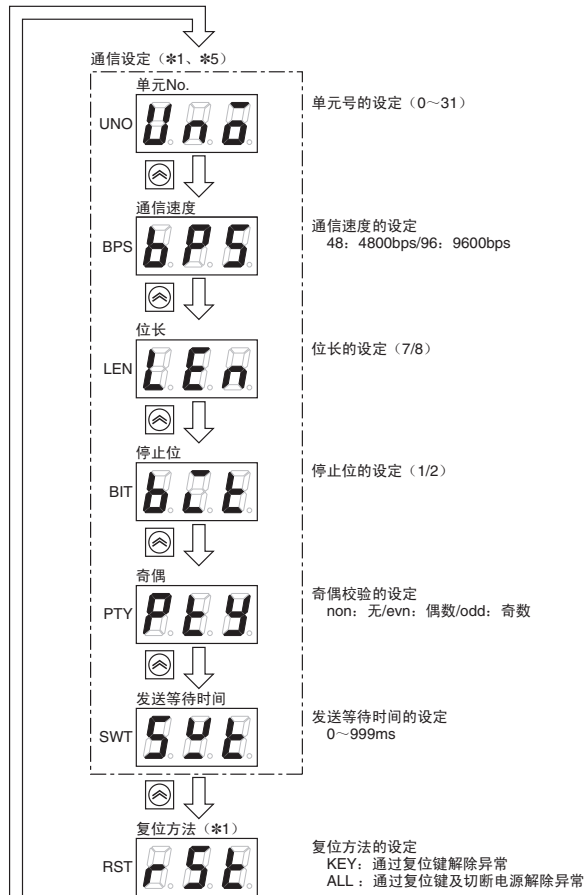 通信设定（✽1、✽5）
单元No.
UNO
Unō
单元号的设定（0～31）
通信速度
BPS
bPS
通信速度的设定
48：4800bps/96：9600bps
位长
LEN
LEn
位长的设定（7/8）
停止位
BIT
bit
停止位的设定（1/2）
奇偶
PTY
Pty
奇偶校验的设定
non：无/evn：偶数/odd：奇数
发送等待时间
SWT
Swt
发送等待时间的设定
0～999ms
复位方法（✽1）
RST
rSt
复位方法的设定
KEY：通过复位键解除异常
ALL ：通过复位键及切断电源解除异常